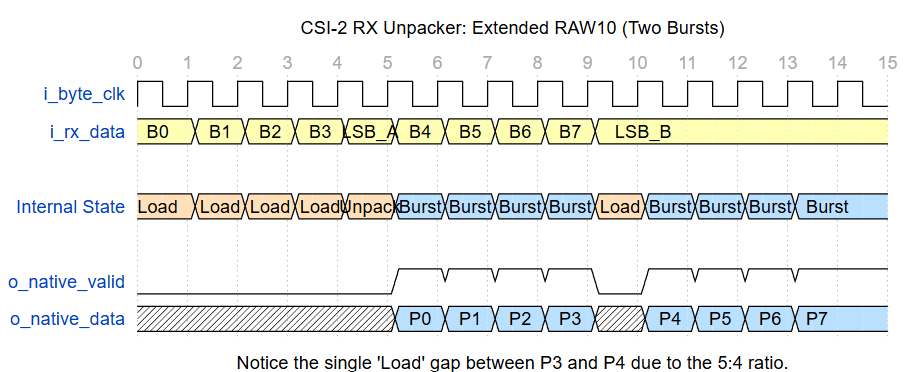 CSI-2 RX Unpacker: Extended RAW10 (Two Bursts)
0 1 2 3 4 5 6 7 8 9 10 11 12 13 14 15
i_byte_clk
i_rx_data B0 B1 B2 B3 LSB_A B4 B5 B6 B7 LSB_B
Internal State Load Load Load Load Unpack Burst Burst Burst Burst Load Burst Burst Burst Burst
o_native_valid
o_native_data P0 P1 P2 P3 P4 P5 P6 P7
Notice the single 'Load' gap between P3 and P4 due to the 5:4 ratio.